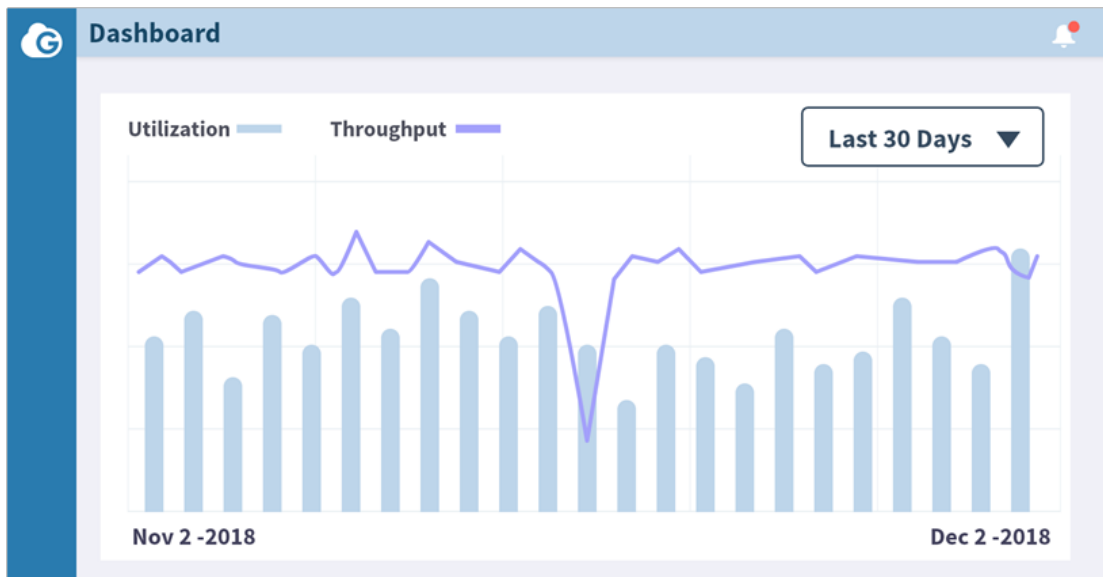 G
Dashboard
Utilization
Throughput
Last 30 Days
Nov 2 -2018
Dec 2 -2018